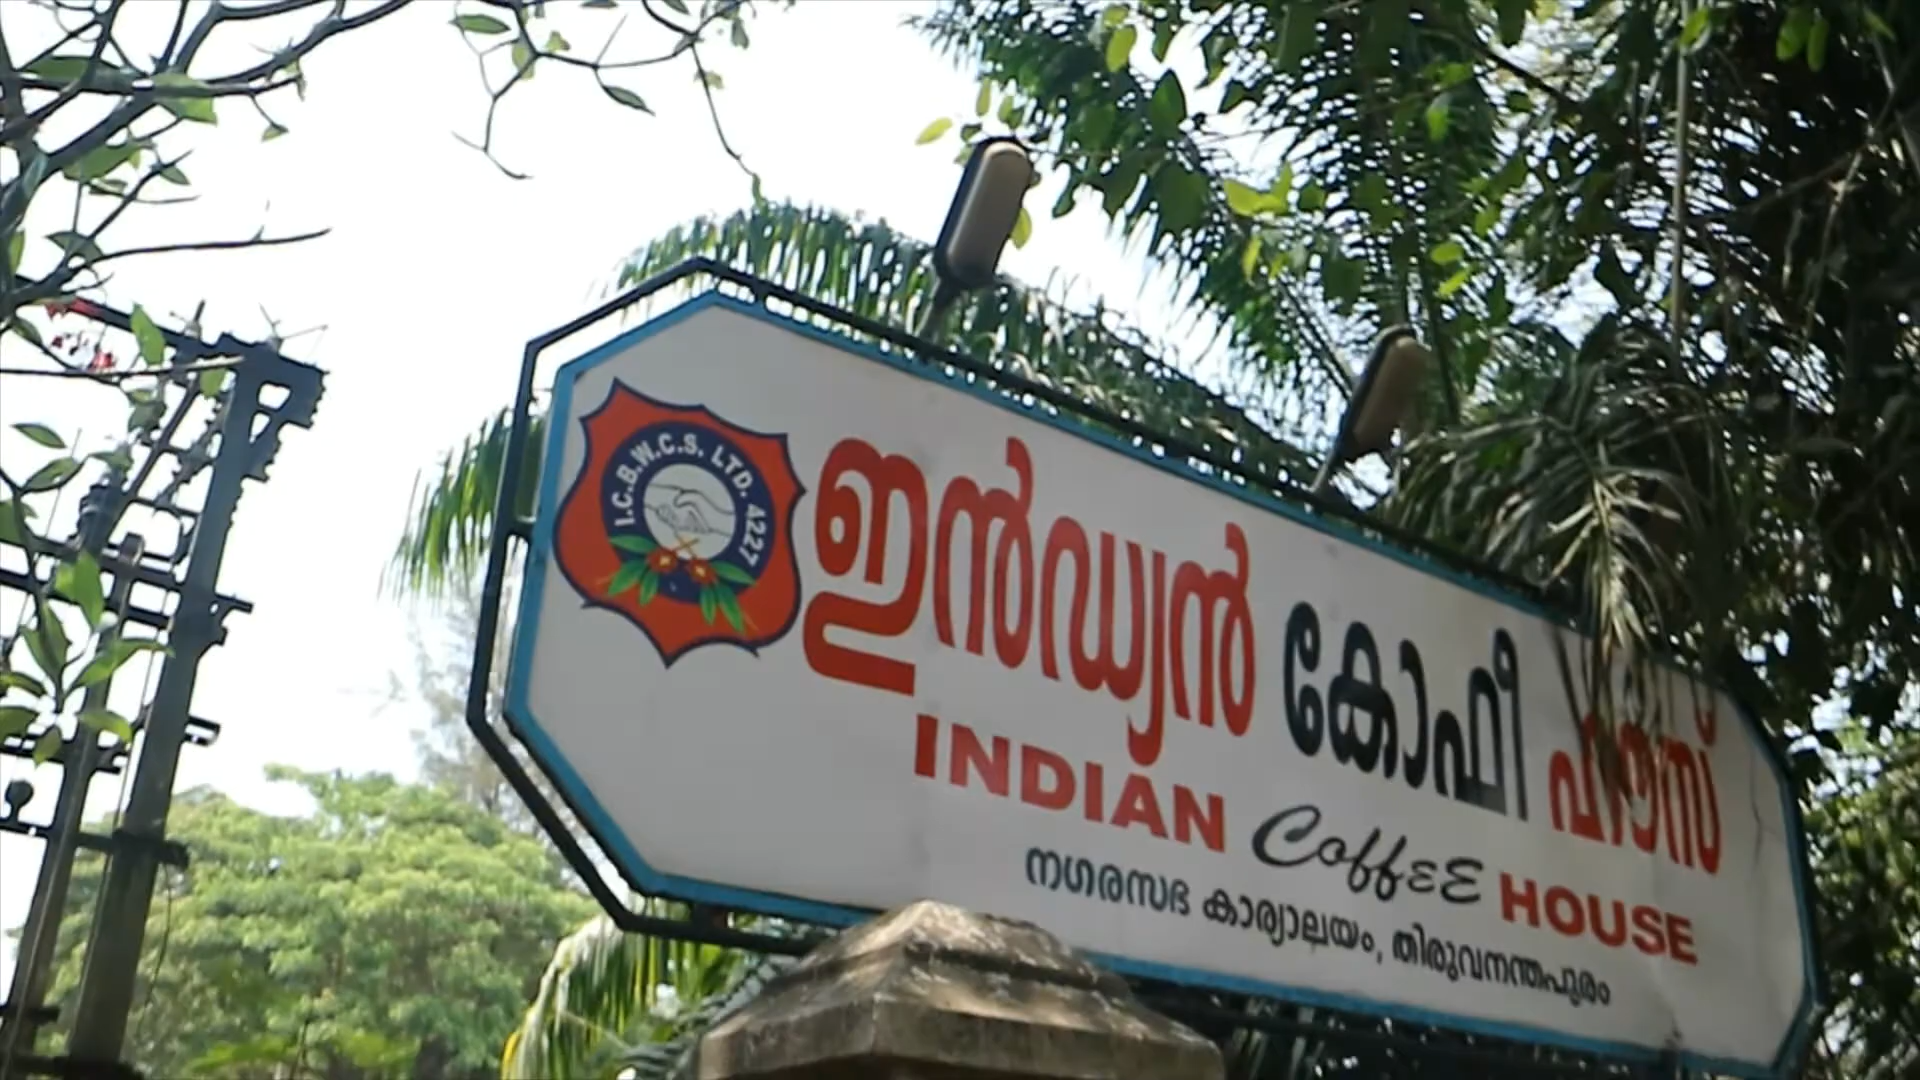 I.C.B.W.C.S. LTD. 4227
ഇൻഡ്യൻ കോഫീ ഹൗസ്
INDIAN Coffee HOUSE
നഗരസഭ കാര്യാലയം, തിരുവനന്തപുരം